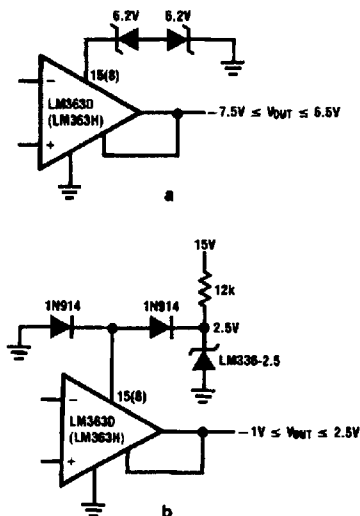 6.2V 6.2V
15(8)
−
LM363D
(LM363H)
+
−7.5V ≤ VOUT ≤ 6.5V
a
15V
12k
1N914 1N914
2.5V
LM336-2.5
15(8)
−
LM363D
(LM363H)
+
−1V ≤ VOUT ≤ 2.5V
b